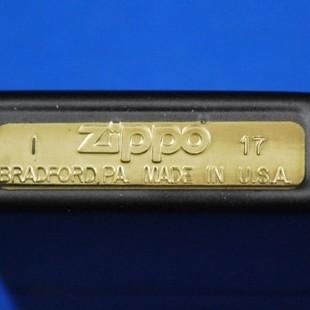 I Zippo 17
BRADFORD, PA. MADE IN U.S.A.